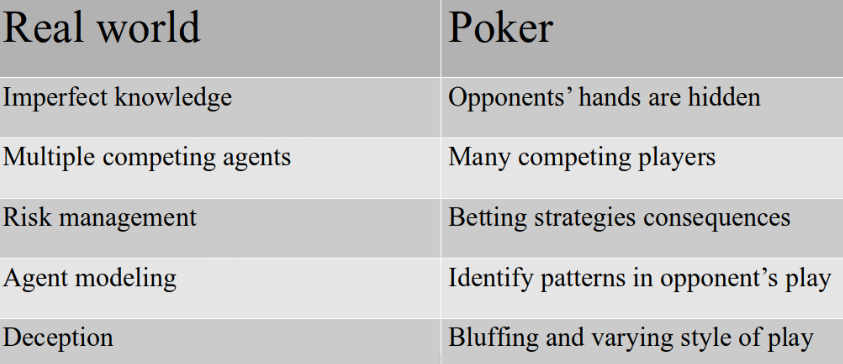 Real world Poker
Imperfect knowledge Opponents’ hands are hidden
Multiple competing agents Many competing players
Risk management Betting strategies consequences
Agent modeling Identify patterns in opponent’s play
Deception Bluffing and varying style of play